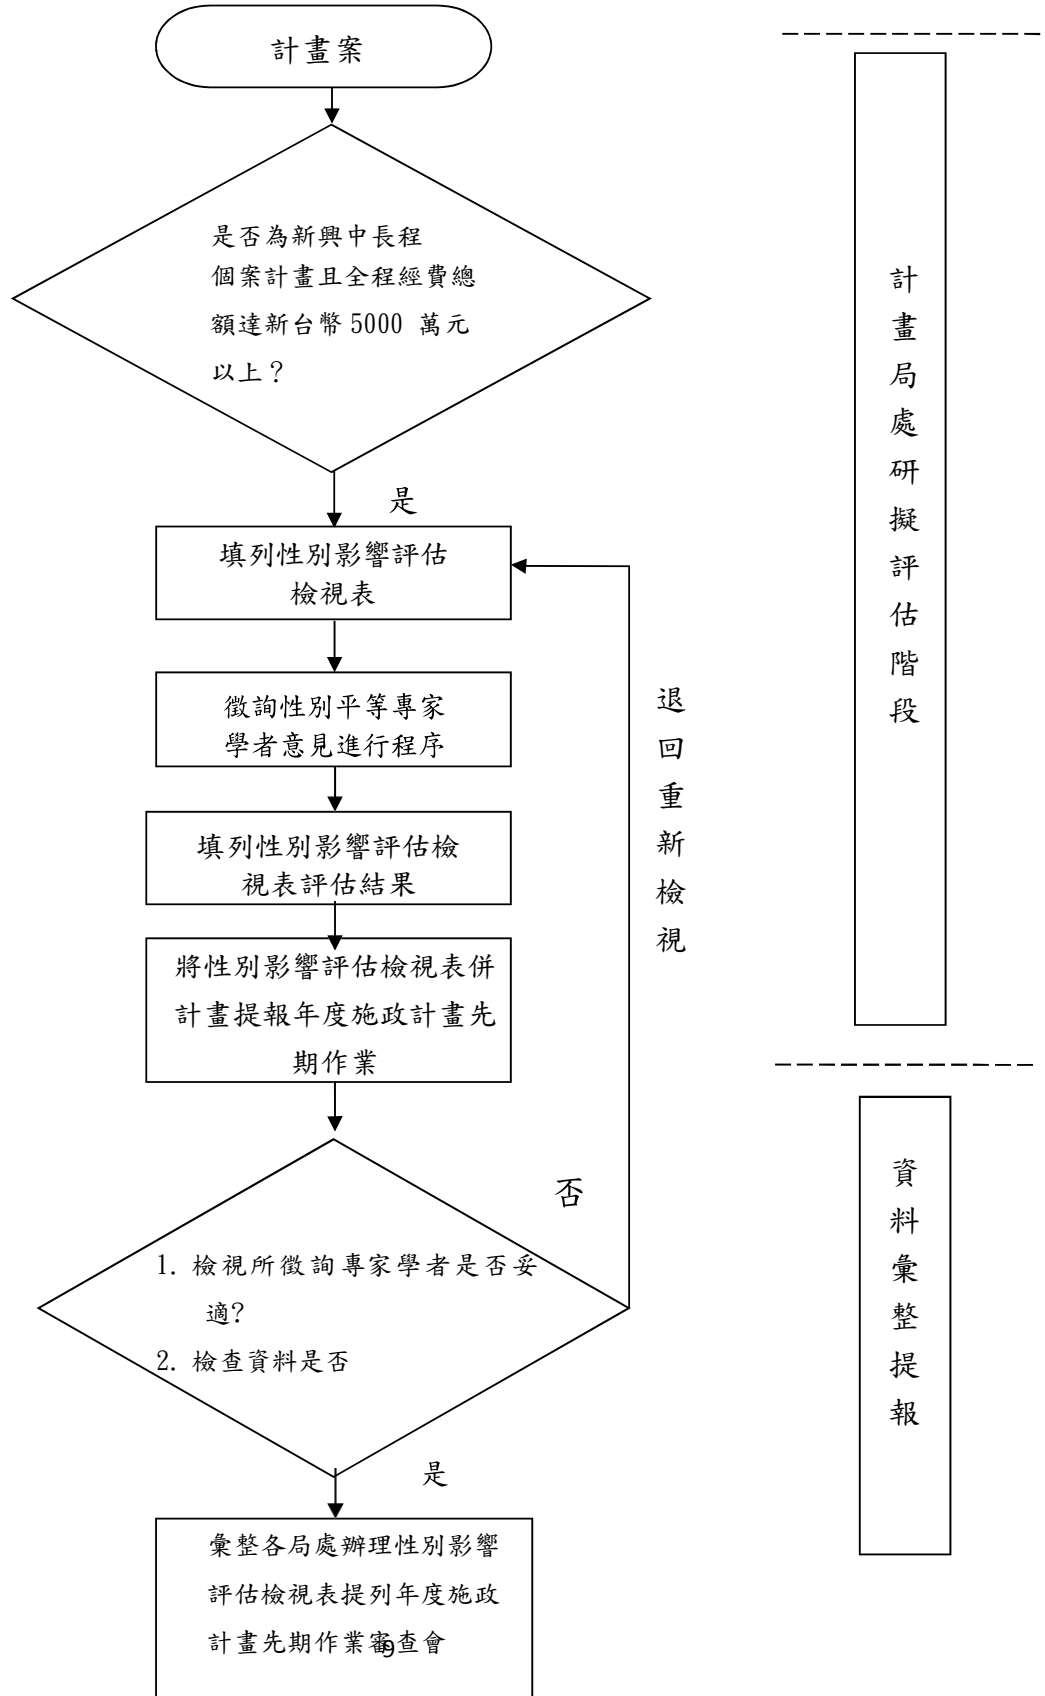 計畫案
是否為新興中長程
個案計畫且全程經費總
額達新台幣 5000 萬元
以上？
是
填列性別影響評估
檢視表
徵詢性別平等專家
學者意見進行程序
填列性別影響評估檢
視表評估結果
將性別影響評估檢視表併
計畫提報年度施政計畫先
期作業
退回重新檢視
否
1. 檢視所徵詢專家學者是否妥
適?
2. 檢查資料是否
是
彙整各局處辦理性別影響
評估檢視表提列年度施政
計畫先期作業審查會
9
計畫局處研擬評估階段
資料彙整提報